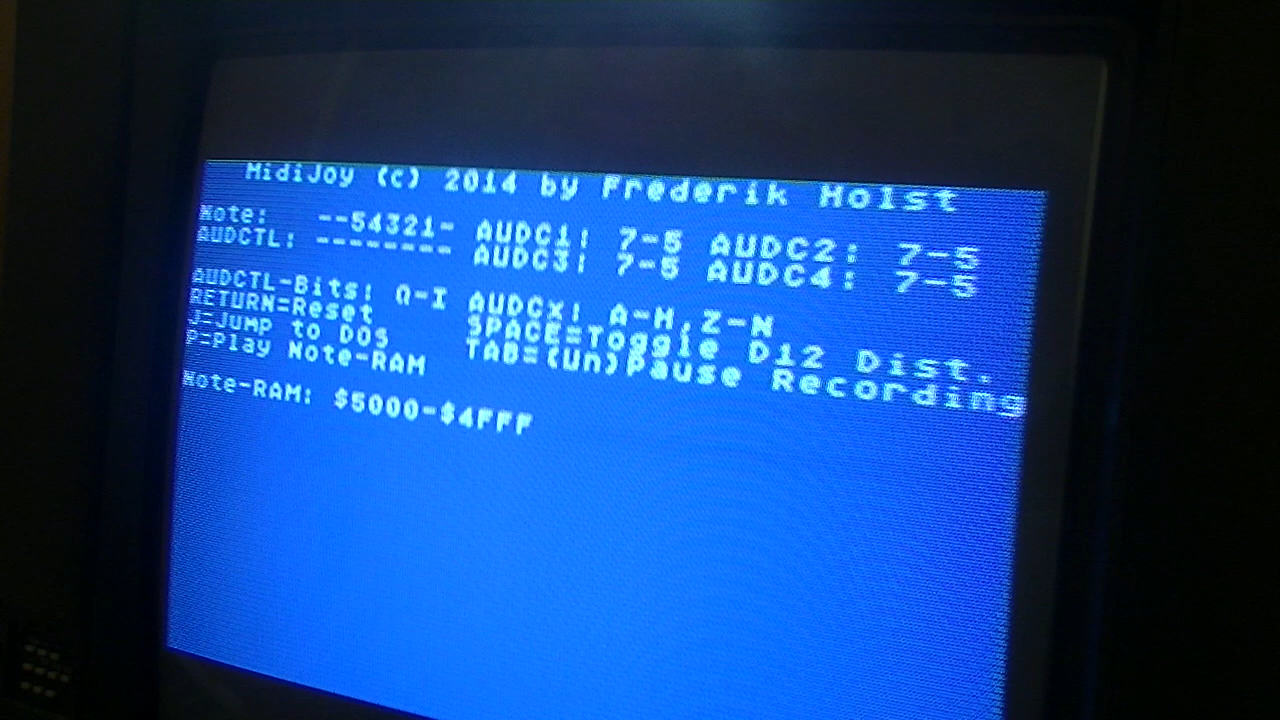 MidiJoy (c) 2014 by Frederik Holst
Note: --54321- AUDC1: 7-5 AUDC2: 7-5
AUDCTL: -------- AUDC3: 7-5 AUDC4: 7-5
AUDCTL-Bits: Q-I AUDCx: A-H,Z-N
RETURN=Reset SPACE=Toggle D12 Dist.
J=Jump to DOS TAB=(Un)Pause Recording
P=Play Note-RAM
Note-RAM: $5000-$4FFF